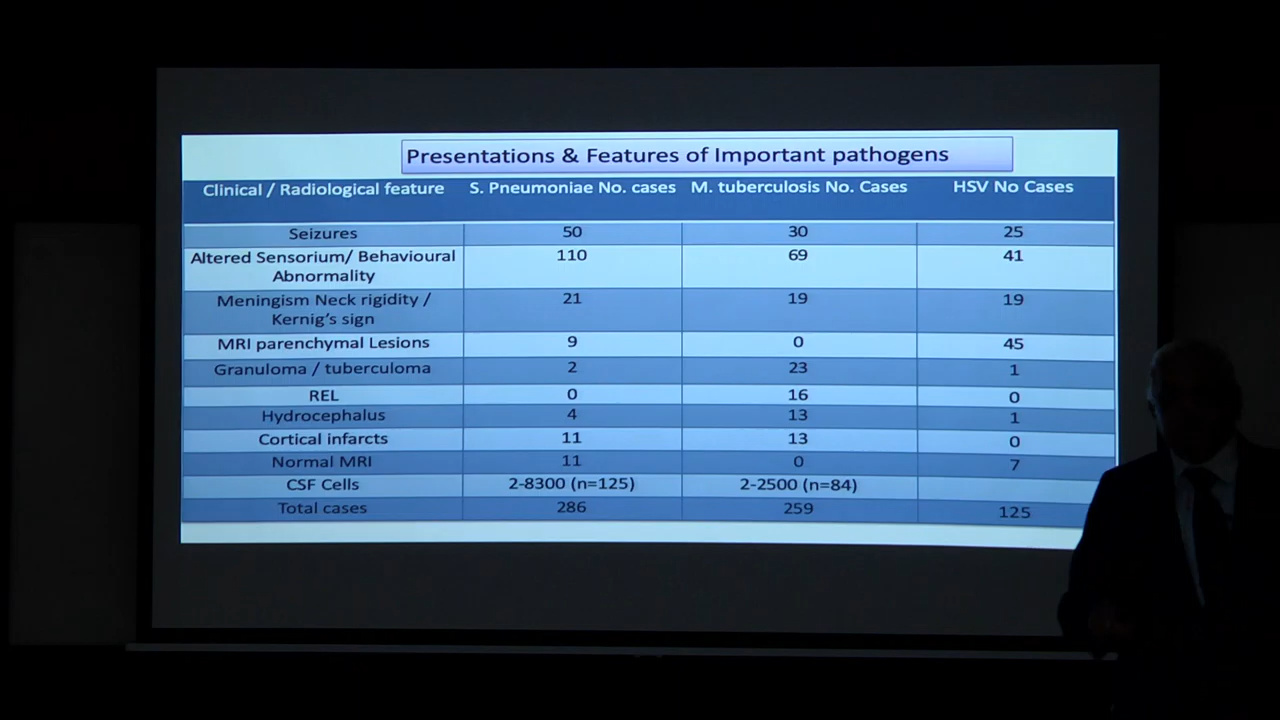 Presentations & Features of Important pathogens
Clinical / Radiological feature S. Pneumoniae No. cases M. tuberculosis No. Cases HSV No Cases
Seizures 50 30 25
Altered Sensorium/ Behavioural Abnormality 110 69 41
Meningism Neck rigidity / Kernig's sign 21 19 19
MRI parenchymal Lesions 9 0 45
Granuloma / tuberculoma 2 23 1
REL 0 16 0
Hydrocephalus 4 13 1
Cortical infarcts 11 13 0
Normal MRI 11 0 7
CSF Cells 2-8300 (n=125) 2-2500 (n=84)
Total cases 286 259 125